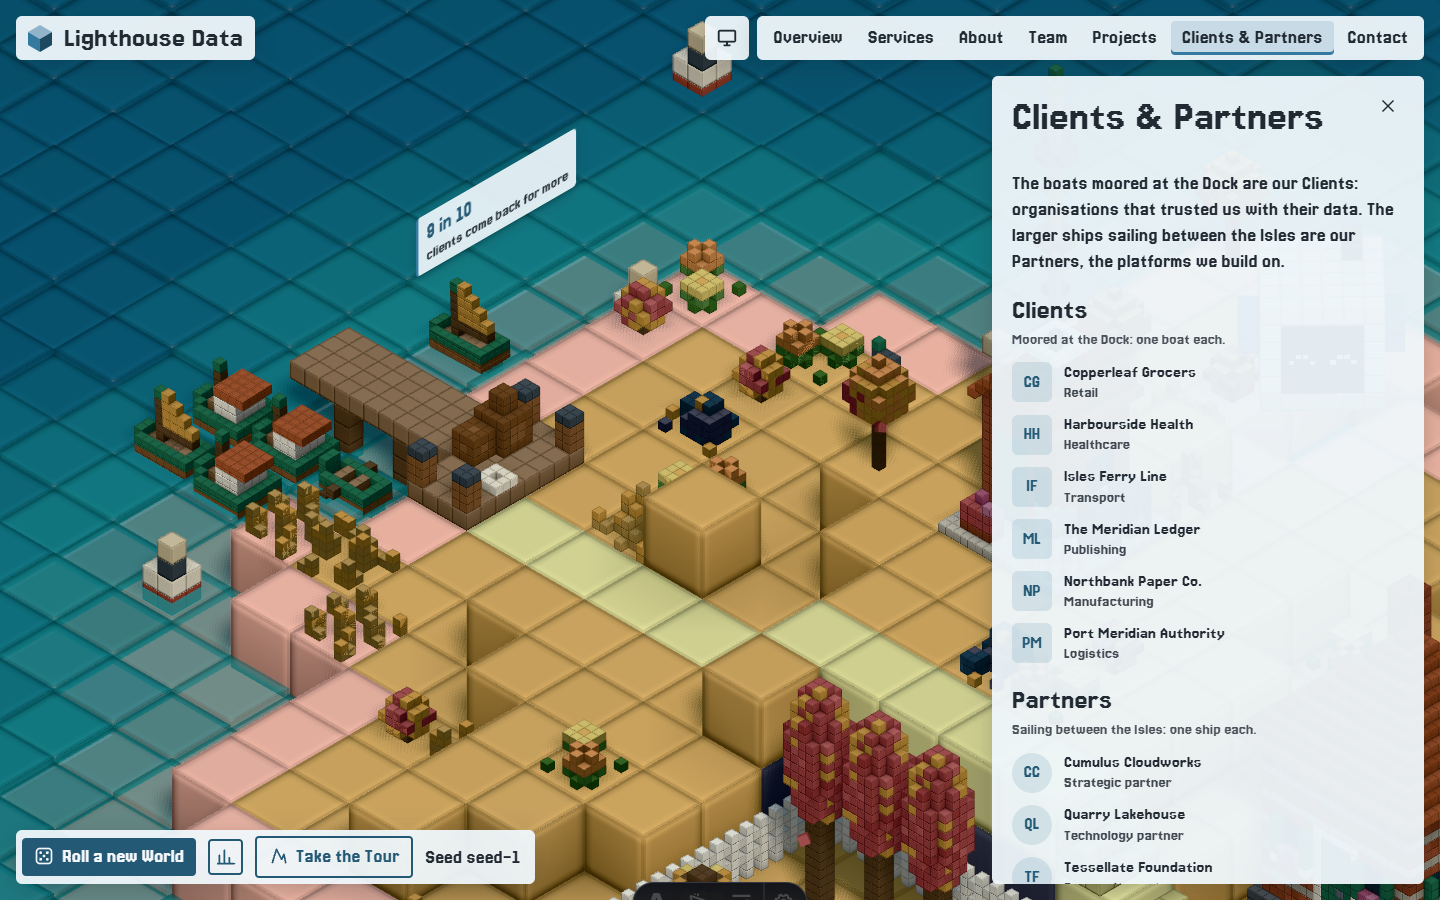 Lighthouse Data
Overview
Services
About
Team
Projects
Clients & Partners
Contact
9 in 10
clients come back for more
Clients & Partners
The boats moored at the Dock are our Clients:
organisations that trusted us with their data. The
larger ships sailing between the Isles are our
Partners, the platforms we build on.
Clients
Moored at the Dock: one boat each.
CG
Copperleaf Grocers
Retail
HH
Harbourside Health
Healthcare
IF
Isles Ferry Line
Transport
ML
The Meridian Ledger
Publishing
NP
Northbank Paper Co.
Manufacturing
PM
Port Meridian Authority
Logistics
Partners
Sailing between the Isles: one ship each.
CC
Cumulus Cloudworks
Strategic partner
QL
Quarry Lakehouse
Technology partner
TF
Tessellate Foundation
Roll a new World
Take the Tour
Seed seed-1